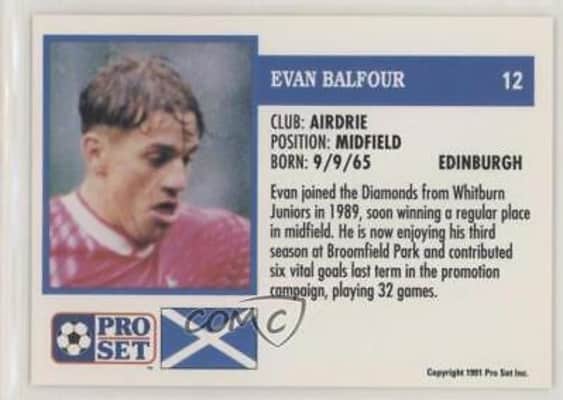 EVAN BALFOUR 12
CLUB: AIRDRIE
POSITION: MIDFIELD
BORN: 9/9/65 EDINBURGH
Evan joined the Diamonds from Whitburn
Juniors in 1989, soon winning a regular place
in midfield. He is now enjoying his third
season at Broomfield Park and contributed
six vital goals last term in the promotion
campaign, playing 32 games.
COMC
PRO
SET
TM
Copyright 1991 Pro Set Inc.